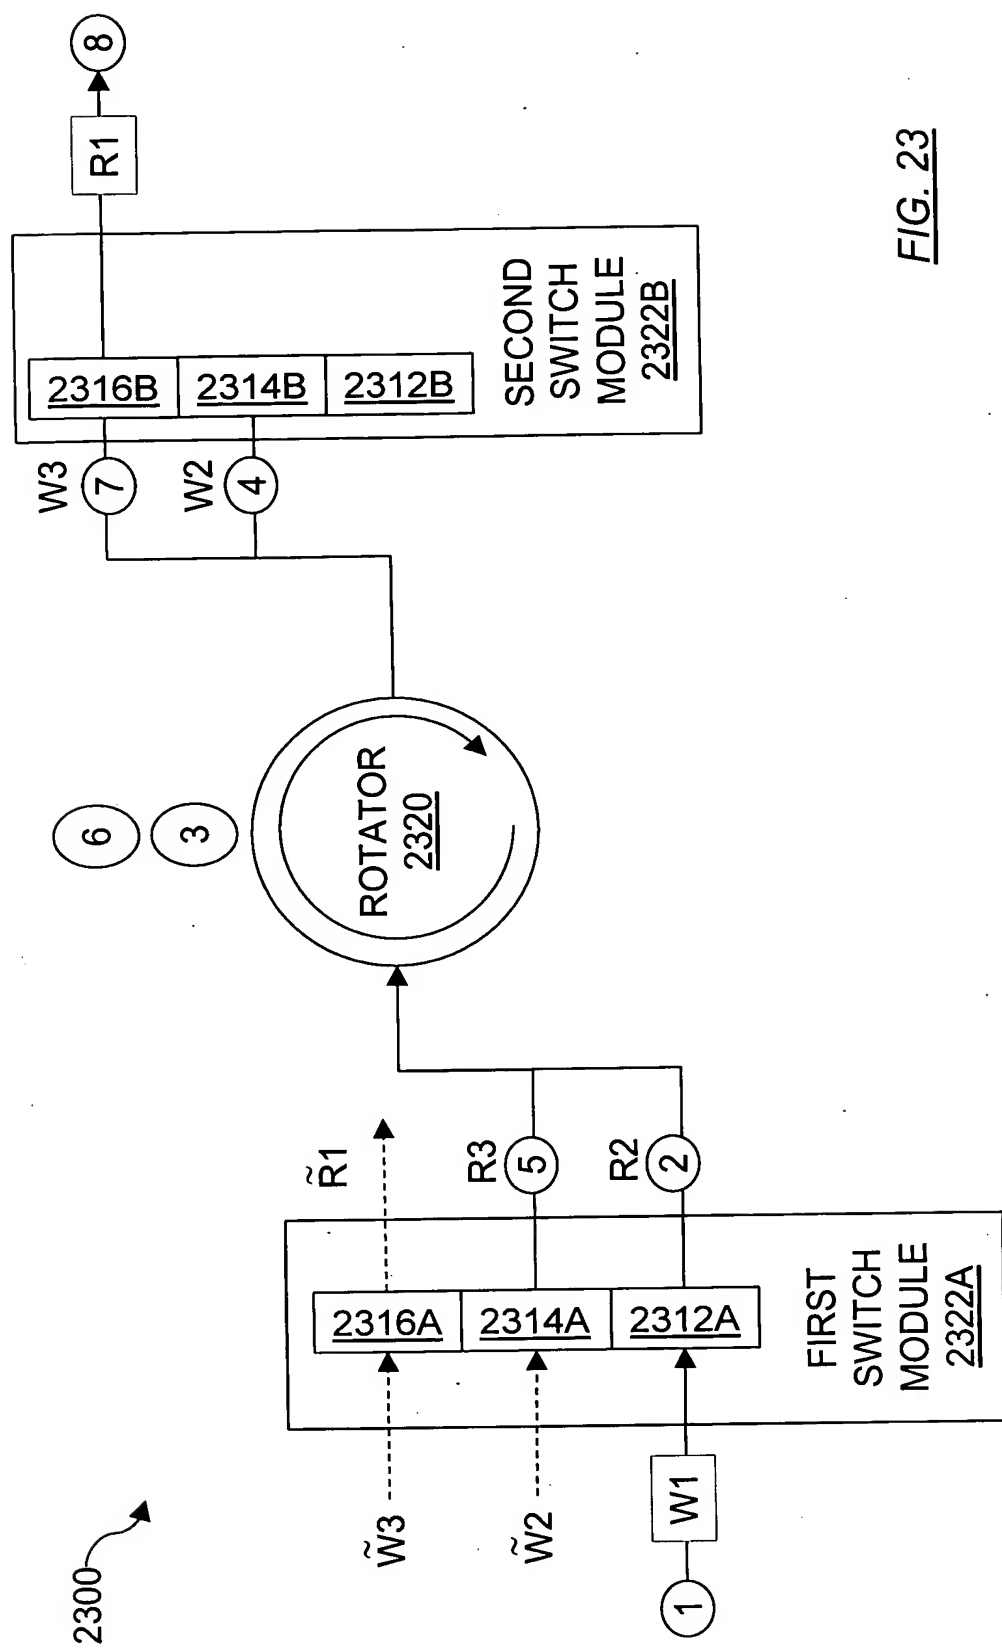 2300
1
W1
W̃2
W̃3
2316A
2314A
2312A
FIRST
SWITCH
MODULE
2322A
R̃1
R3
5
R2
2
6
3
ROTATOR
2320
W3
7
W2
4
2316B
2314B
2312B
SECOND
SWITCH
MODULE
2322B
R1
8
FIG. 23